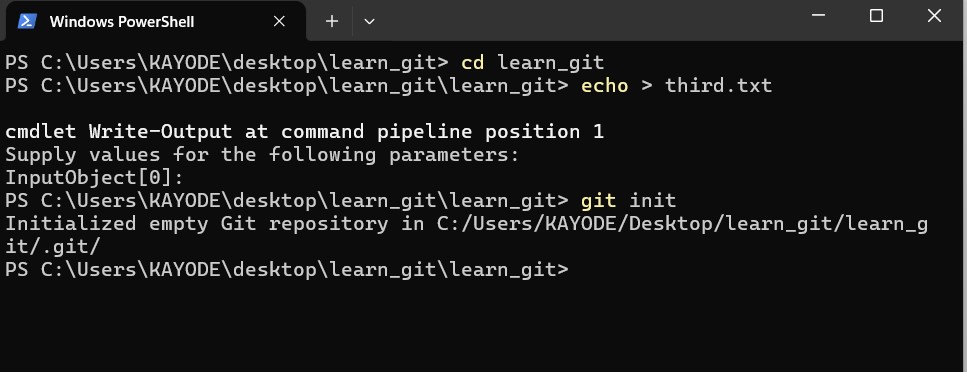 Windows PowerShell
PS C:\Users\KAYODE\desktop\learn_git> cd learn_git
PS C:\Users\KAYODE\desktop\learn_git\learn_git> echo > third.txt
cmdlet Write-Output at command pipeline position 1
Supply values for the following parameters:
InputObject[0]:
PS C:\Users\KAYODE\desktop\learn_git\learn_git> git init
Initialized empty Git repository in C:/Users/KAYODE/Desktop/learn_git/learn_g
it/.git/
PS C:\Users\KAYODE\desktop\learn_git\learn_git>